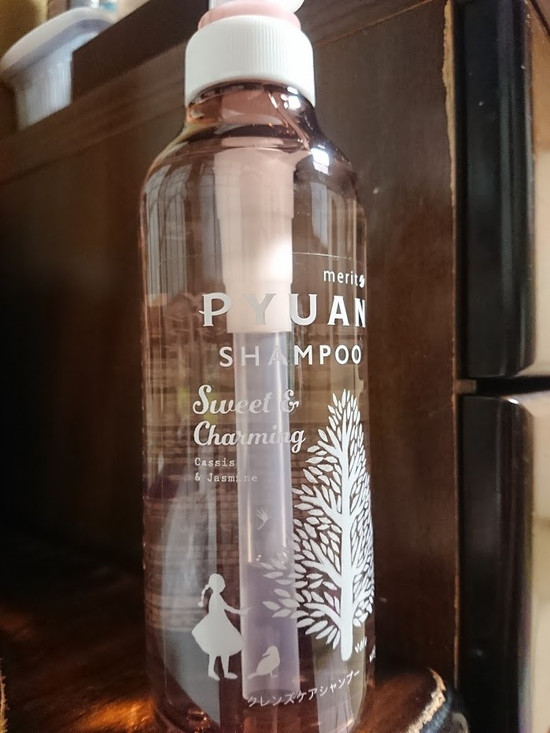 merit
PYUAN
SHAMPOO
Sweet &
Charming
Cassis
& Jasmine
クレンズケアシャンプー